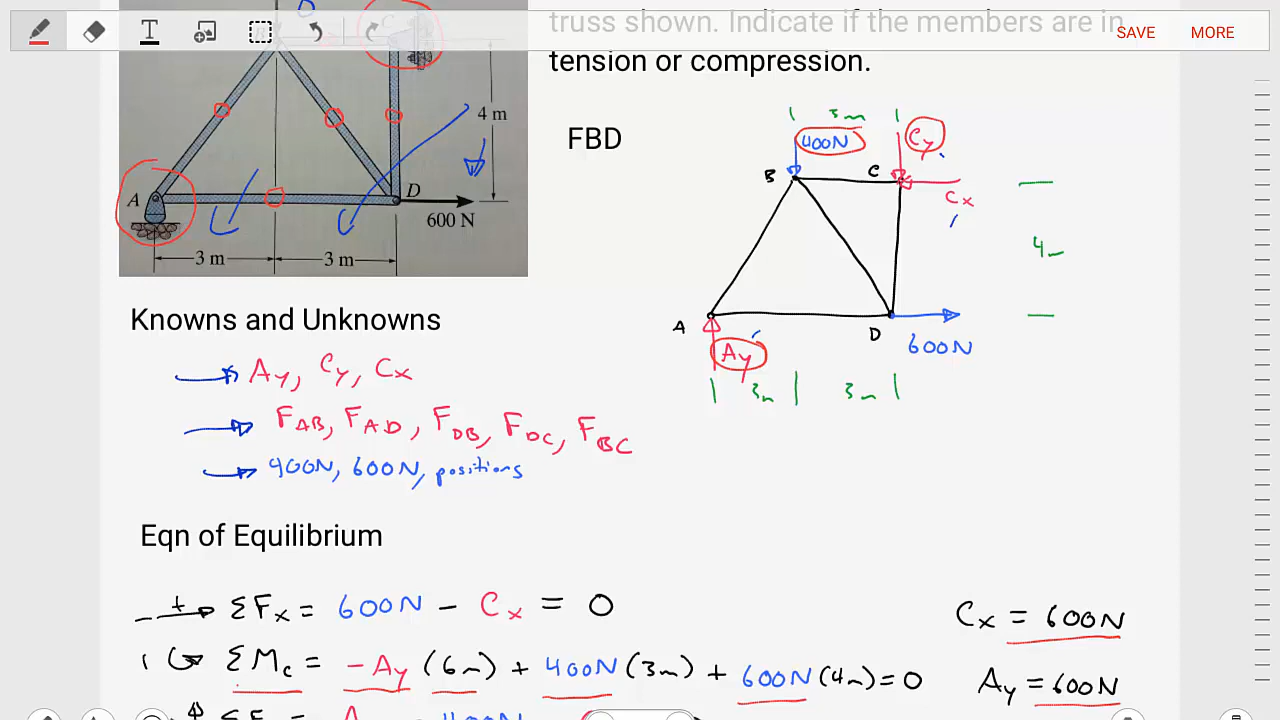 truss shown. Indicate if the members are in
SAVE
MORE
tension or compression.
4 m
A
D
600 N
3 m
3 m
FBD
3m
400N
Cy
B
C
Cx
4m
A
D
Ay
600N
3m
3m
Knowns and Unknowns
Ay, Cy, Cx
FAB, FAD, FDB, FDC, FBC
400N, 600N, positions
Eqn of Equilibrium
+ ΣFx = 600N - Cx = 0
Cx = 600N
ΣMc = -Ay (6m) + 400N (3m) + 600N (4m) = 0
Ay = 600N